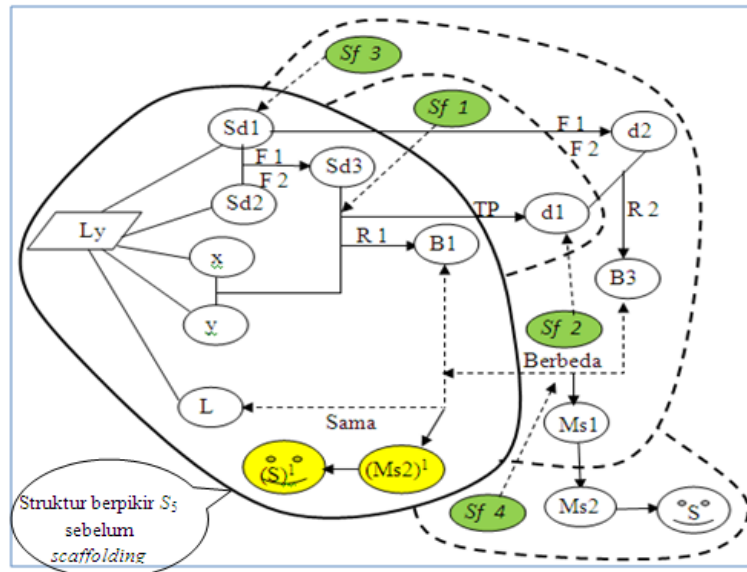 Sf 3
Sf 1
Sd1
F 1
d2
F 2
F 1
Sd3
F 2
Sd2
TP
d1
R 2
Ly
R 1
B1
x
B3
y
Sf 2
Berbeda
L
Sama
Ms1
(S)¹
(Ms2)¹
Struktur berpikir S₅
sebelum
scaffolding
Sf 4
Ms2
S